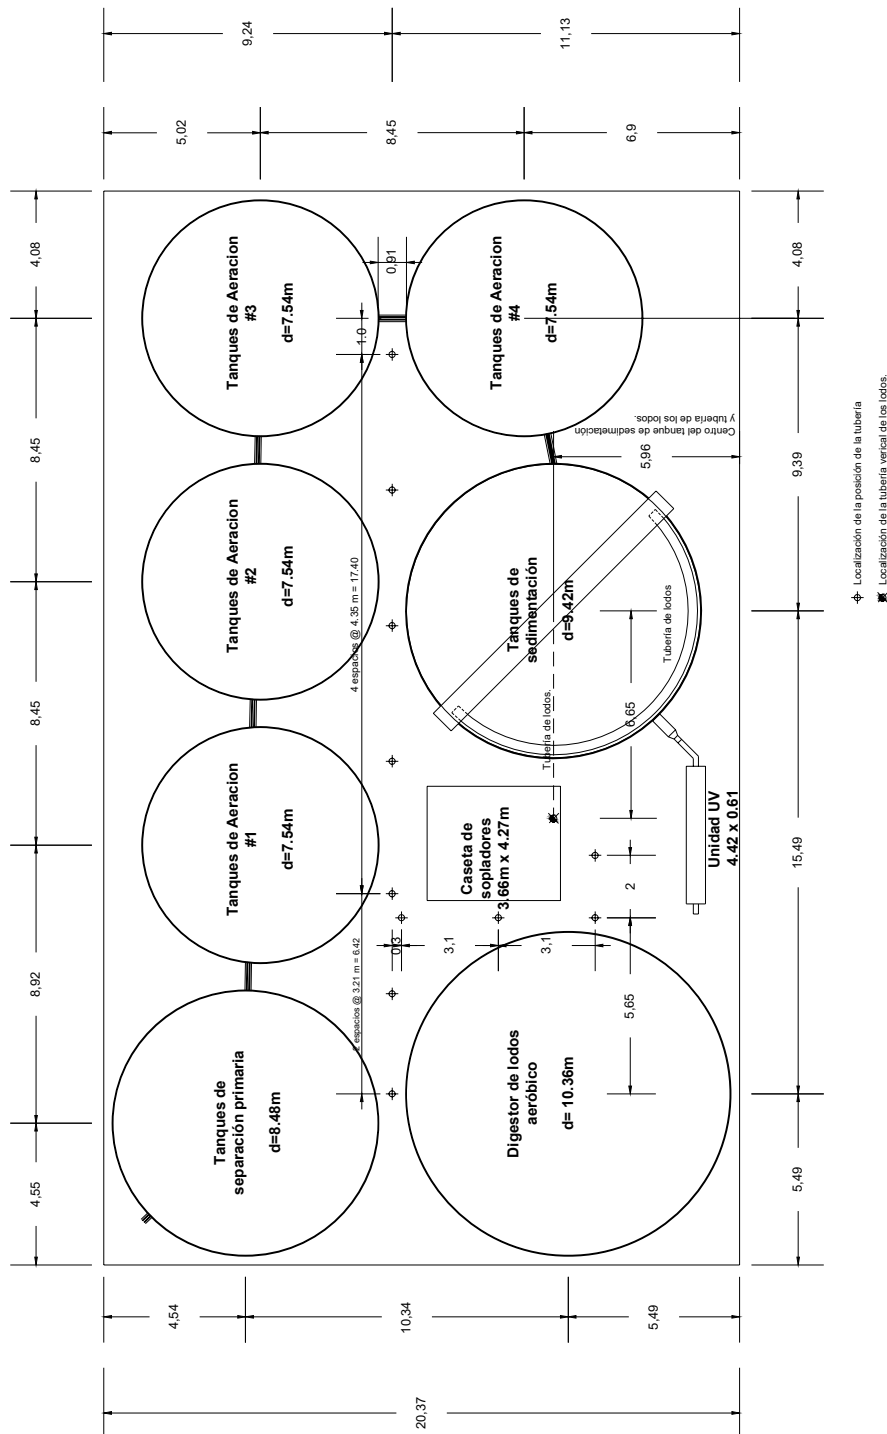 9,24
11,13
5,02
8,45
6,9
4,08
8,45
8,45
8,92
4,55
4,08
9,39
15,49
5,49
Tanques de Aeracion
#3
d=7.54m
0,91
1.0
Tanques de Aeracion
#4
d=7.54m
Centro del tanque de sedimetación
y tubería de los lodos.
5,96
Tanques de Aeracion
#2
d=7.54m
4 espacios @ 4.35 m = 17.40
Tanques de
sedimentación
d=9.42m
Tubería de lodos
Tubería de lodos.
6,65
Tanques de Aeracion
#1
d=7.54m
Caseta de
sopladores
3.66m x 4.27m
2
Unidad UV
4.42 x 0.61
0,3
3,1
3,1
2 espacios @ 3.21 m = 6.42
5,65
Tanques de
separación primaria
d=8.48m
Digestor de lodos
aeróbico
d= 10.36m
4,54
10,34
5,49
20,37
Localización de la posición de la tubería
Localización de la tubería verical de los lodos.